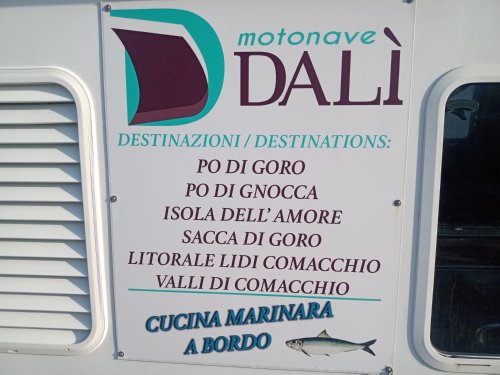 motonave
DALÌ
DESTINAZIONI / DESTINATIONS:
PO DI GORO
PO DI GNOCCA
ISOLA DELL' AMORE
SACCA DI GORO
LITORALE LIDI COMACCHIO
VALLI DI COMACCHIO
CUCINA MARINARA
A BORDO